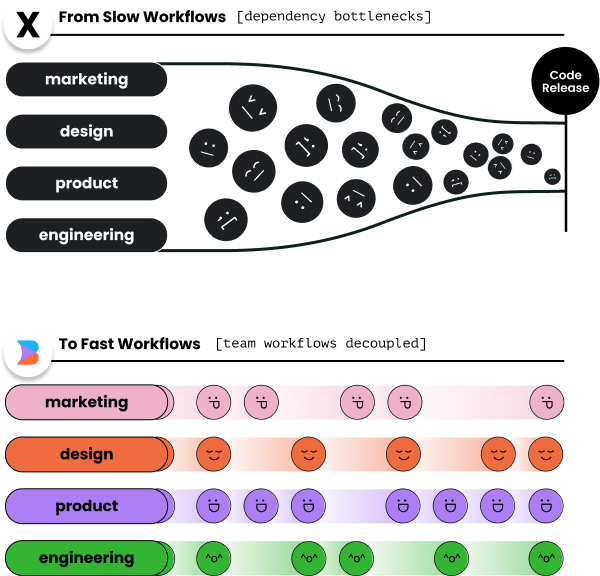 X From Slow Workflows [dependency bottlenecks]
Code
Release
marketing
design
product
engineering
To Fast Workflows [team workflows decoupled]
marketing
design
product
engineering